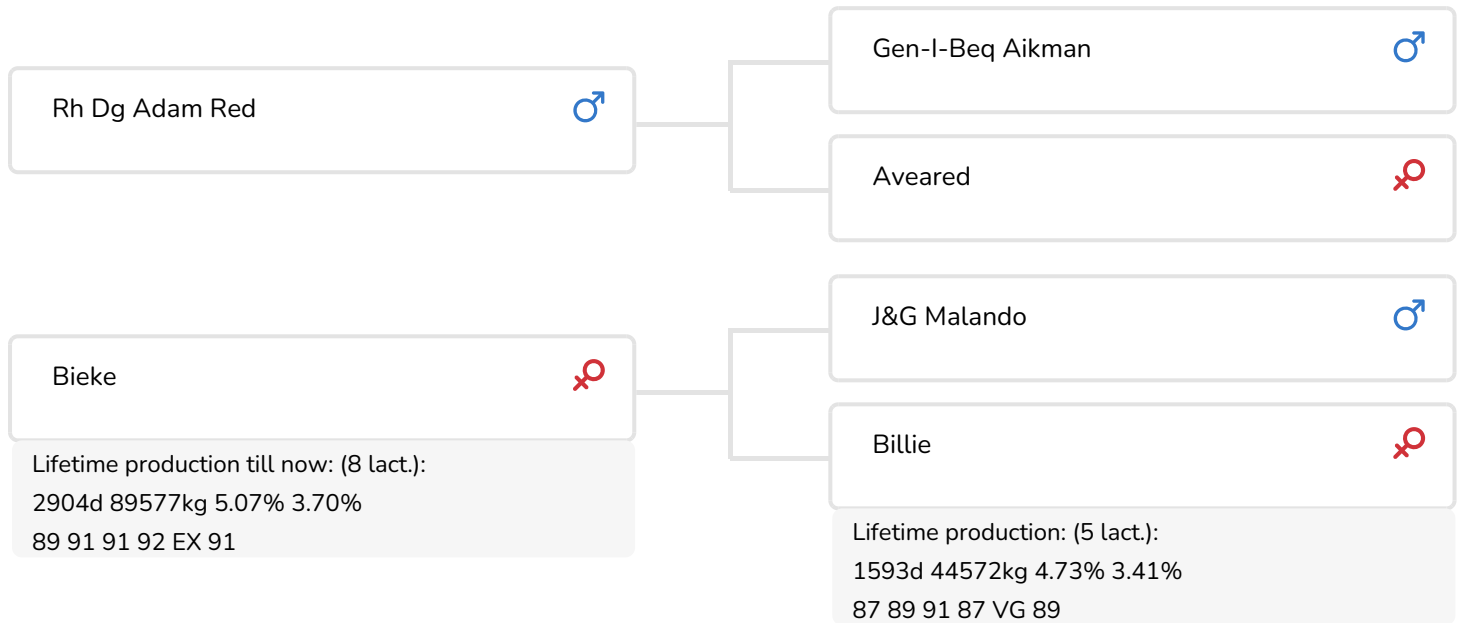 Gen-I-Beq Aikman
Rh Dg Adam Red
Aveared
J&G Malando
Bieke
Billie
Lifetime production till now: (8 lact.):
2904d 89577kg 5.07% 3.70%
89 91 91 92 EX 91
Lifetime production: (5 lact.):
1593d 44572kg 4.73% 3.41%
87 89 91 87 VG 89